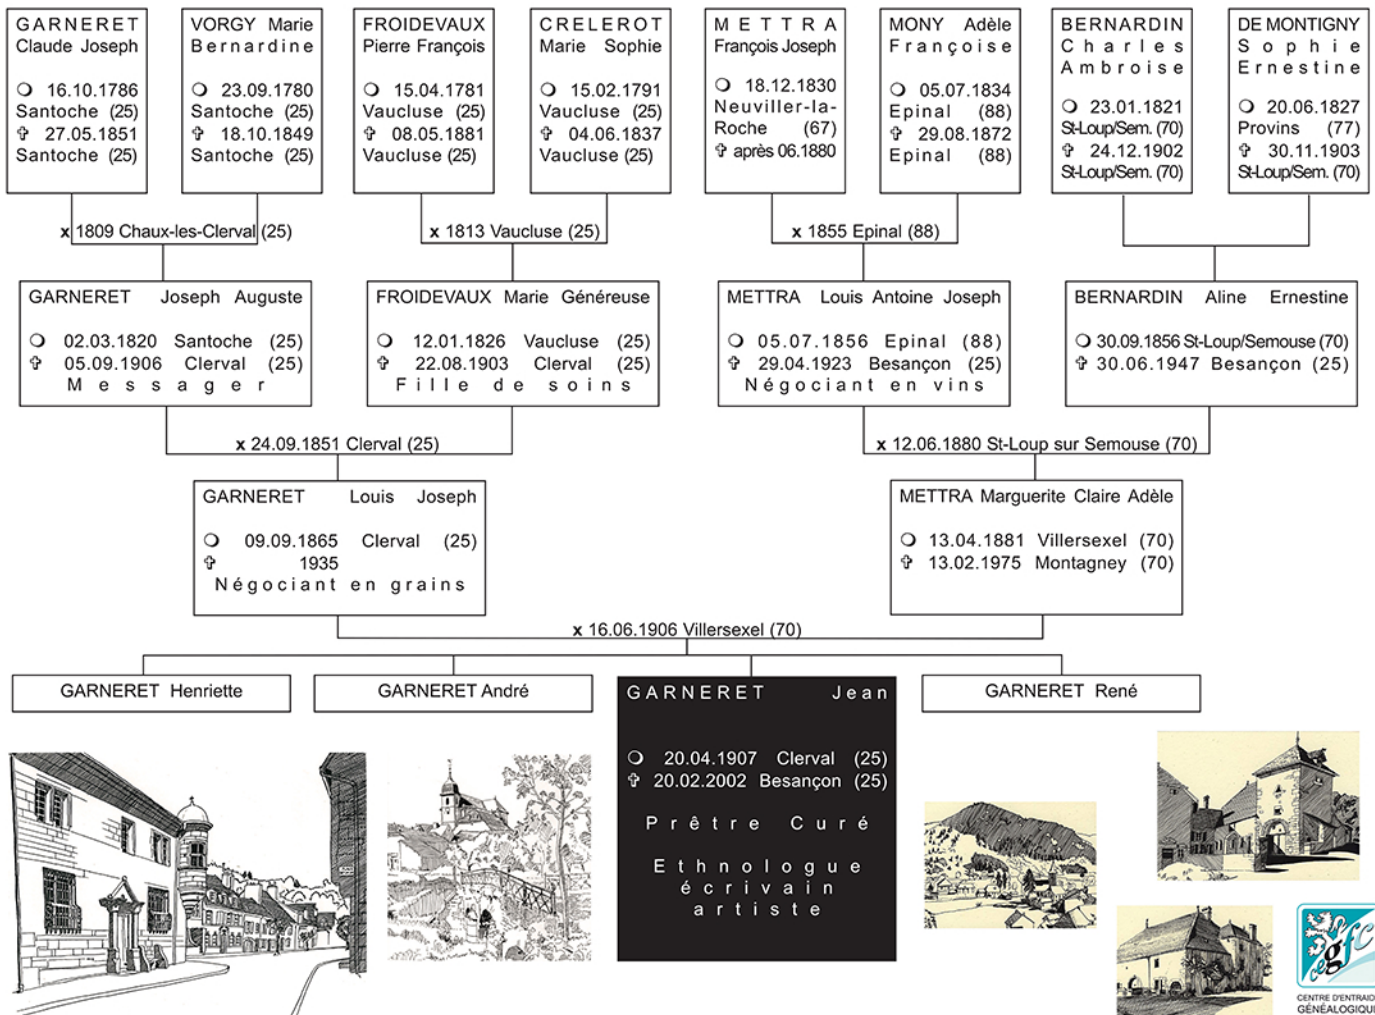 GARNERET
Claude Joseph
❍ 16.10.1786
Santoche (25)
✞ 27.05.1851
Santoche (25)
VORGY Marie
Bernardine
❍ 23.09.1780
Santoche (25)
✞ 18.10.1849
Santoche (25)
FROIDEVAUX
Pierre François
❍ 15.04.1781
Vaucluse (25)
✞ 08.05.1881
Vaucluse (25)
CRELEROT
Marie Sophie
❍ 15.02.1791
Vaucluse (25)
✞ 04.06.1837
Vaucluse (25)
METTRA
François Joseph
❍ 18.12.1830
Neuviller-la-
Roche (67)
✞ après 06.1880
MONY Adèle
Françoise
❍ 05.07.1834
Epinal (88)
✞ 29.08.1872
Epinal (88)
BERNARDIN
Charles
Ambroise
❍ 23.01.1821
St-Loup/Sem. (70)
✞ 24.12.1902
St-Loup/Sem. (70)
DE MONTIGNY
Sophie
Ernestine
❍ 20.06.1827
Provins (77)
✞ 30.11.1903
St-Loup/Sem. (70)
x 1809 Chaux-les-Clerval (25)
x 1813 Vaucluse (25)
x 1855 Epinal (88)
GARNERET Joseph Auguste
❍ 02.03.1820 Santoche (25)
✞ 05.09.1906 Clerval (25)
Messager
FROIDEVAUX Marie Généreuse
❍ 12.01.1826 Vaucluse (25)
✞ 22.08.1903 Clerval (25)
Fille de soins
METTRA Louis Antoine Joseph
❍ 05.07.1856 Epinal (88)
✞ 29.04.1923 Besançon (25)
Négociant en vins
BERNARDIN Aline Ernestine
❍ 30.09.1856 St-Loup/Semouse (70)
✞ 30.06.1947 Besançon (25)
x 24.09.1851 Clerval (25)
x 12.06.1880 St-Loup sur Semouse (70)
GARNERET Louis Joseph
❍ 09.09.1865 Clerval (25)
✞ 1935
Négociant en grains
METTRA Marguerite Claire Adèle
❍ 13.04.1881 Villersexel (70)
✞ 13.02.1975 Montagney (70)
x 16.06.1906 Villersexel (70)
GARNERET Henriette
GARNERET André
GARNERET Jean
❍ 20.04.1907 Clerval (25)
✞ 20.02.2002 Besançon (25)
Prêtre Curé
Ethnologue
écrivain
artiste
GARNERET René
cegfc
CENTRE D'ENTRAID
GÉNÉALOGIQU